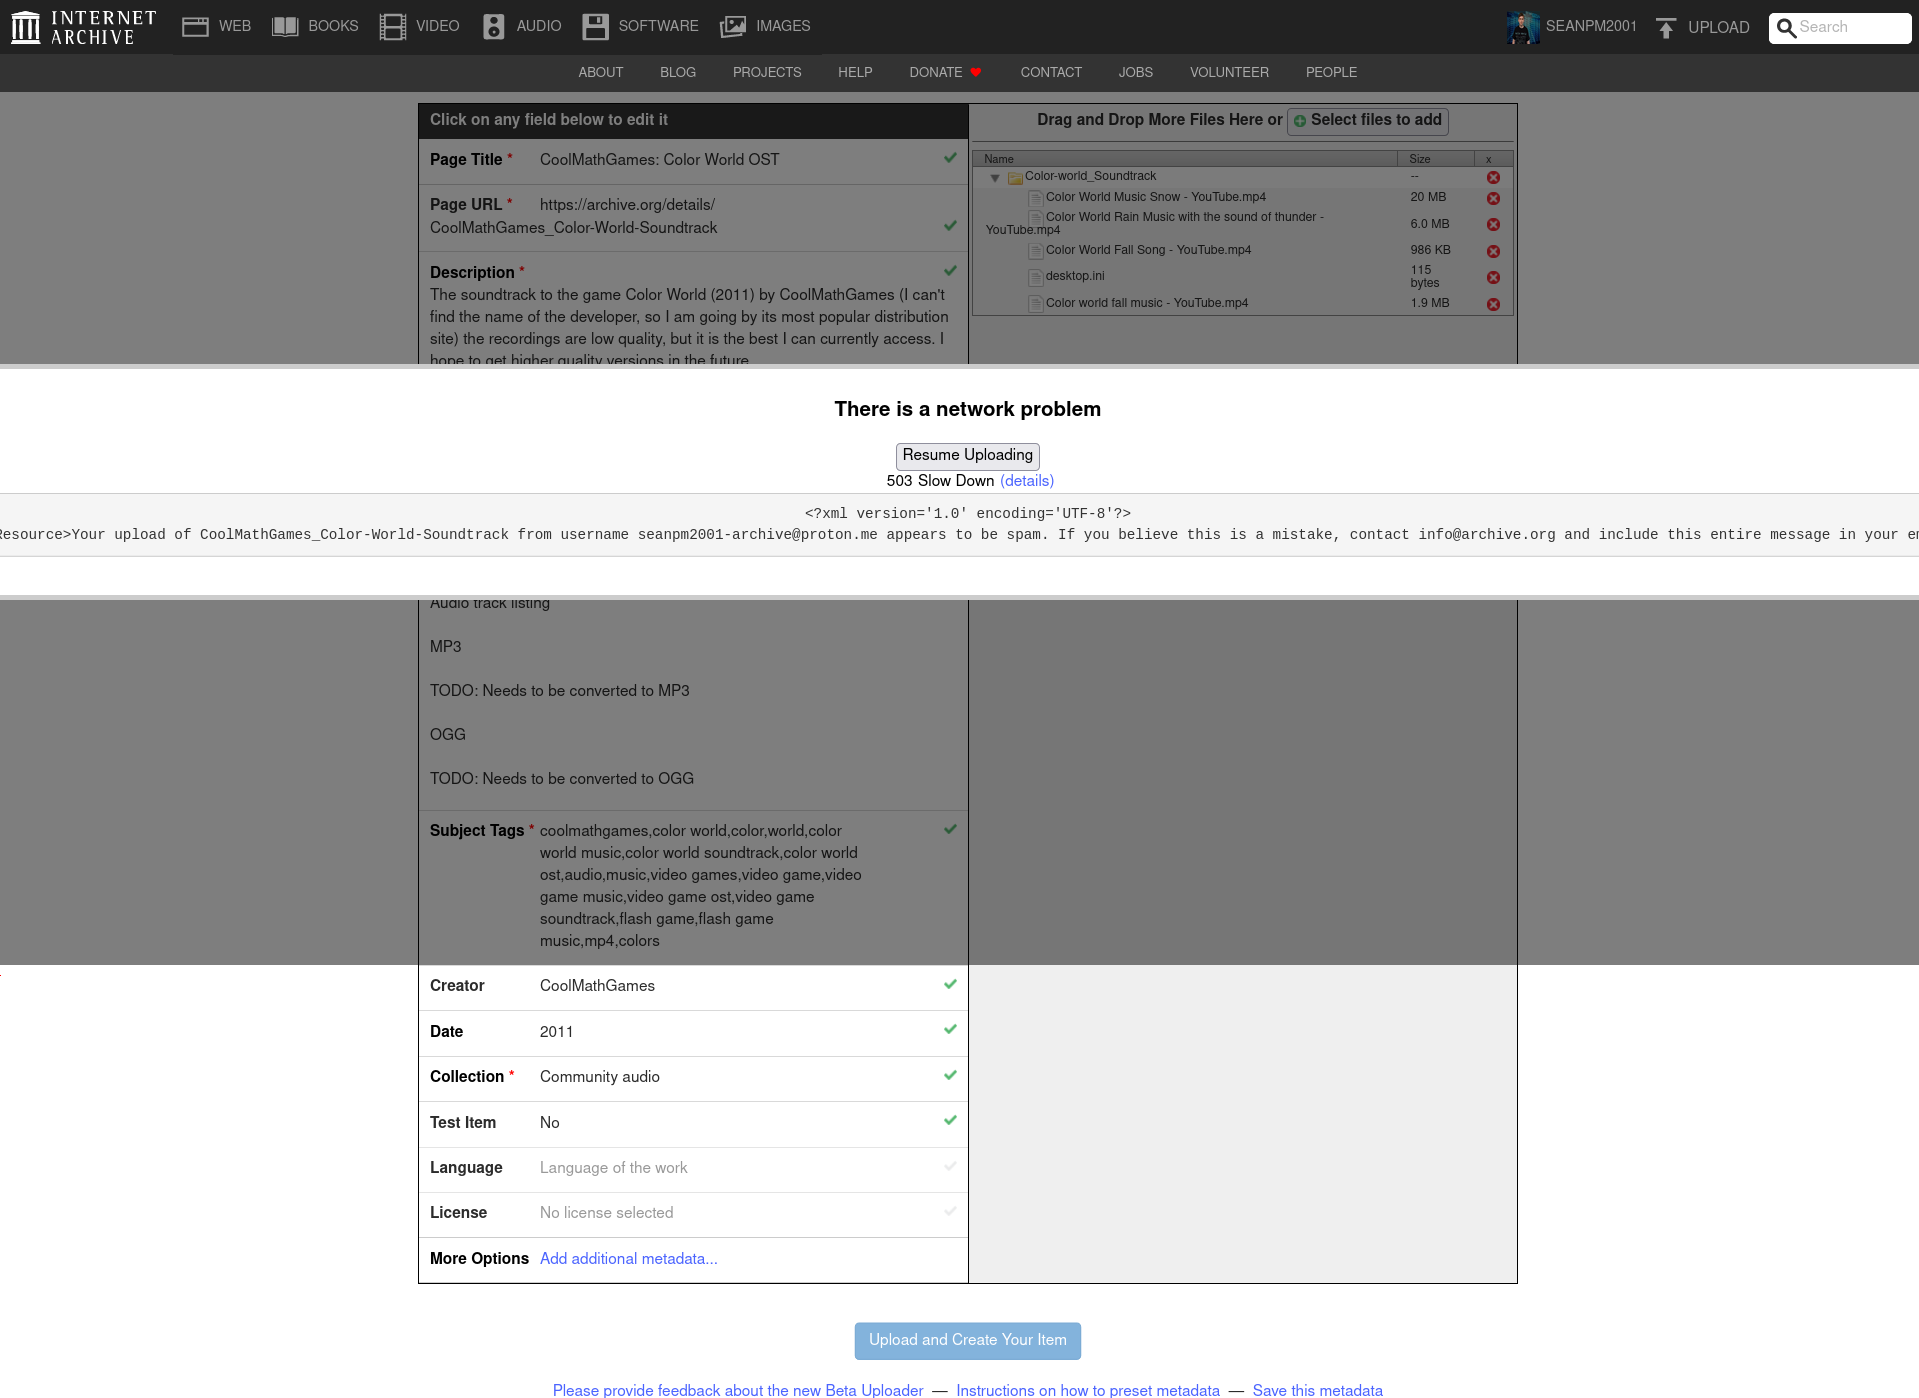 INTERNET
ARCHIVE
WEB
BOOKS
VIDEO
AUDIO
SOFTWARE
IMAGES
SEANPM2001
UPLOAD
Search
ABOUT
BLOG
PROJECTS
HELP
DONATE
CONTACT
JOBS
VOLUNTEER
PEOPLE
Click on any field below to edit it
Page Title * CoolMathGames: Color World OST
Page URL * https://archive.org/details/
CoolMathGames_Color-World-Soundtrack
Description *
The soundtrack to the game Color World (2011) by CoolMathGames (I can't
find the name of the developer, so I am going by its most popular distribution
site) the recordings are low quality, but it is the best I can currently access. I
hope to get higher quality versions in the future
Drag and Drop More Files Here or Select files to add
Name Size x
Color-world_Soundtrack --
Color World Music Snow - YouTube.mp4 20 MB
Color World Rain Music with the sound of thunder -
YouTube.mp4 6.0 MB
Color World Fall Song - YouTube.mp4 986 KB
desktop.ini 115
bytes
Color world fall music - YouTube.mp4 1.9 MB
There is a network problem
Resume Uploading
503 Slow Down (details)
<?xml version='1.0' encoding='UTF-8'?>
Resource>Your upload of CoolMathGames_Color-World-Soundtrack from username seanpm2001-archive@proton.me appears to be spam. If you believe this is a mistake, contact info@archive.org and include this entire message in your
Audio track listing
MP3
TODO: Needs to be converted to MP3
OGG
TODO: Needs to be converted to OGG
Subject Tags * coolmathgames,color world,color,world,color
world music,color world soundtrack,color world
ost,audio,music,video games,video game,video
game music,video game ost,video game
soundtrack,flash game,flash game
music,mp4,colors
Creator CoolMathGames
Date 2011
Collection * Community audio
Test Item No
Language Language of the work
License No license selected
More Options Add additional metadata...
Upload and Create Your Item
Please provide feedback about the new Beta Uploader — Instructions on how to preset metadata — Save this metadata